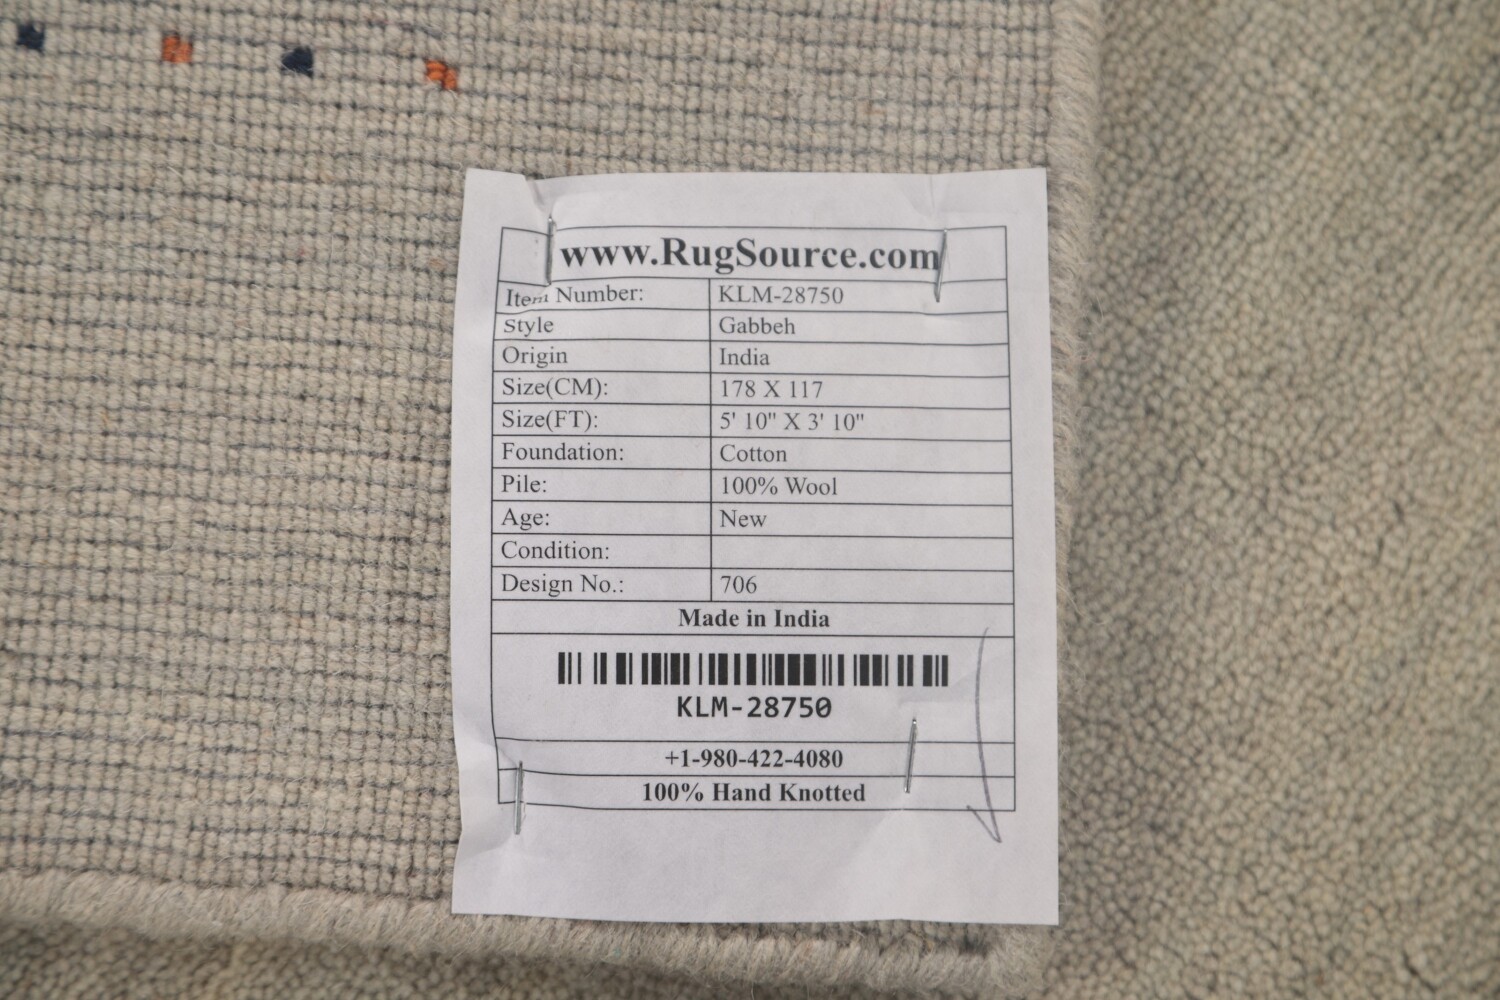 www.RugSource.com
Item Number: KLM-28750
Style Gabbeh
Origin India
Size(CM): 178 X 117
Size(FT): 5' 10" X 3' 10"
Foundation: Cotton
Pile: 100% Wool
Age: New
Condition:
Design No.: 706
Made in India
KLM-28750
+1-980-422-4080
100% Hand Knotted